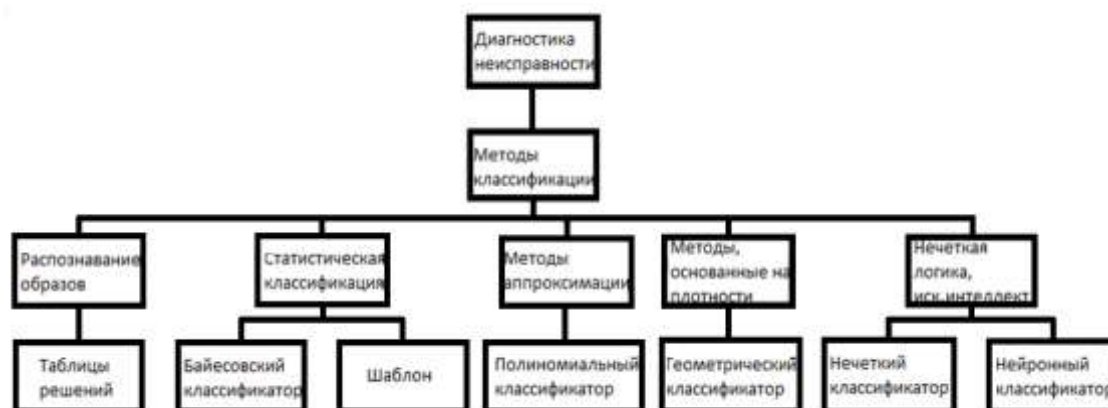 Диагностика
неисправности
Методы
классификации
Распознавание
образов
Статистическая
классификация
Методы
аппроксимации
Методы,
основанные на
плотности
Нечеткая
логика,
иск.интеллект
Таблицы
решений
Байесовский
классификатор
Шаблон
Полиномиальный
классификатор
Геометрический
классификатор
Нечеткий
классификатор
Нейронный
классификатор